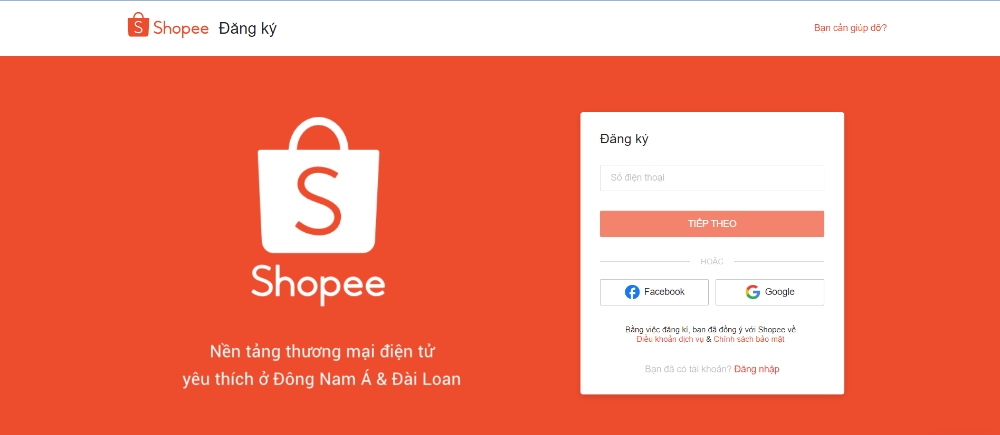 S Shopee Đăng ký
Bạn cần giúp đỡ?
S
Shopee
Nền tảng thương mại điện tử
yêu thích ở Đông Nam Á & Đài Loan
Đăng ký
Số điện thoại
TIẾP THEO
HOẶC
Facebook
Google
Bằng việc đăng kí, bạn đã đồng ý với Shopee về
Điều khoản dịch vụ & Chính sách bảo mật
Bạn đã có tài khoản? Đăng nhập